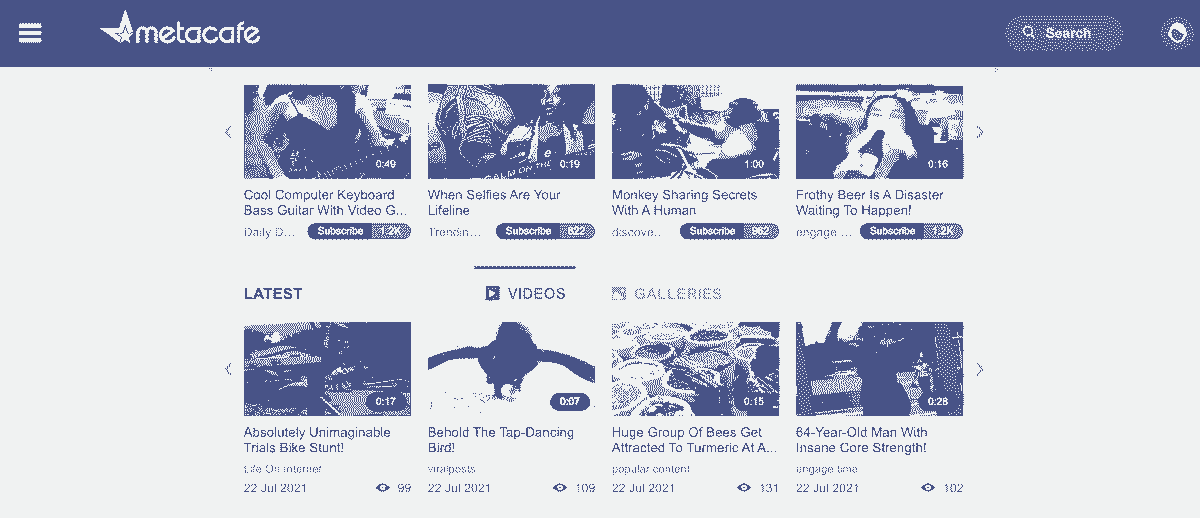 metacafe
Search
0:49
0:19
1:00
0:16
Cool Computer Keyboard
Bass Guitar With Video G...
When Selfies Are Your
Lifeline
Monkey Sharing Secrets
With A Human
Frothy Beer Is A Disaster
Waiting To Happen!
Daily D...
Subscribe 1.2K
Trendin...
Subscribe 622
discove...
Subscribe 962
engage ...
Subscribe 1.2K
LATEST
VIDEOS
GALLERIES
0:17
0:07
0:15
0:28
Absolutely Unimaginable
Trials Bike Stunt!
Behold The Tap-Dancing
Bird!
Huge Group Of Bees Get
Attracted To Turmeric At A...
64-Year-Old Man With
Insane Core Strength!
Life On Internet
viralposts
popular content
engage time
22 Jul 2021
99
22 Jul 2021
109
22 Jul 2021
131
22 Jul 2021
102